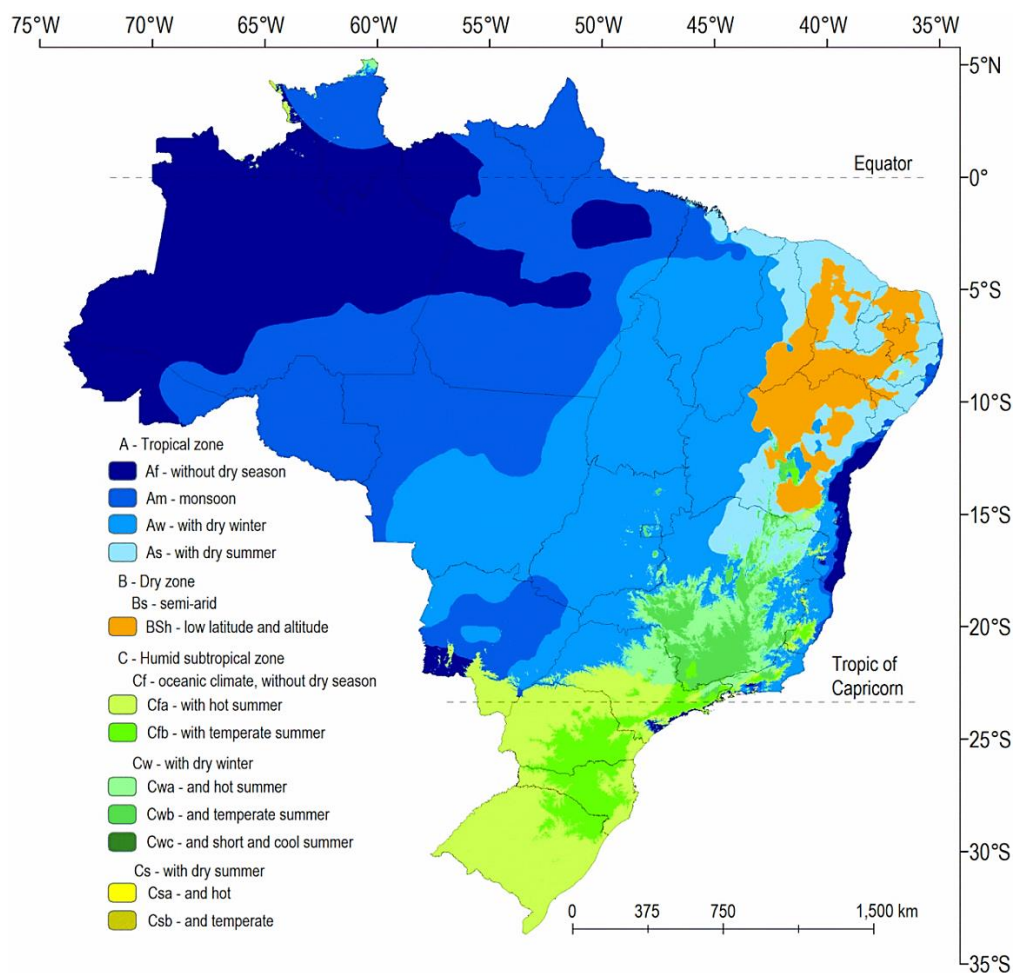 75°W 70°W 65°W 60°W 55°W 50°W 45°W 40°W 35°W
5°N
Equator
0°
5°S
10°S
A - Tropical zone
Af - without dry season
Am - monsoon
15°S
Aw - with dry winter
As - with dry summer
B - Dry zone
Bs - semi-arid
BSh - low latitude and altitude
20°S
C - Humid subtropical zone
Cf - oceanic climate, without dry season
Tropic of
Capricorn
Cfa - with hot summer
Cfb - with temperate summer
25°S
Cw - with dry winter
Cwa - and hot summer
Cwb - and temperate summer
Cwc - and short and cool summer
30°S
Cs - with dry summer
Csa - and hot
Csb - and temperate
0 375 750 1,500 km
35°S